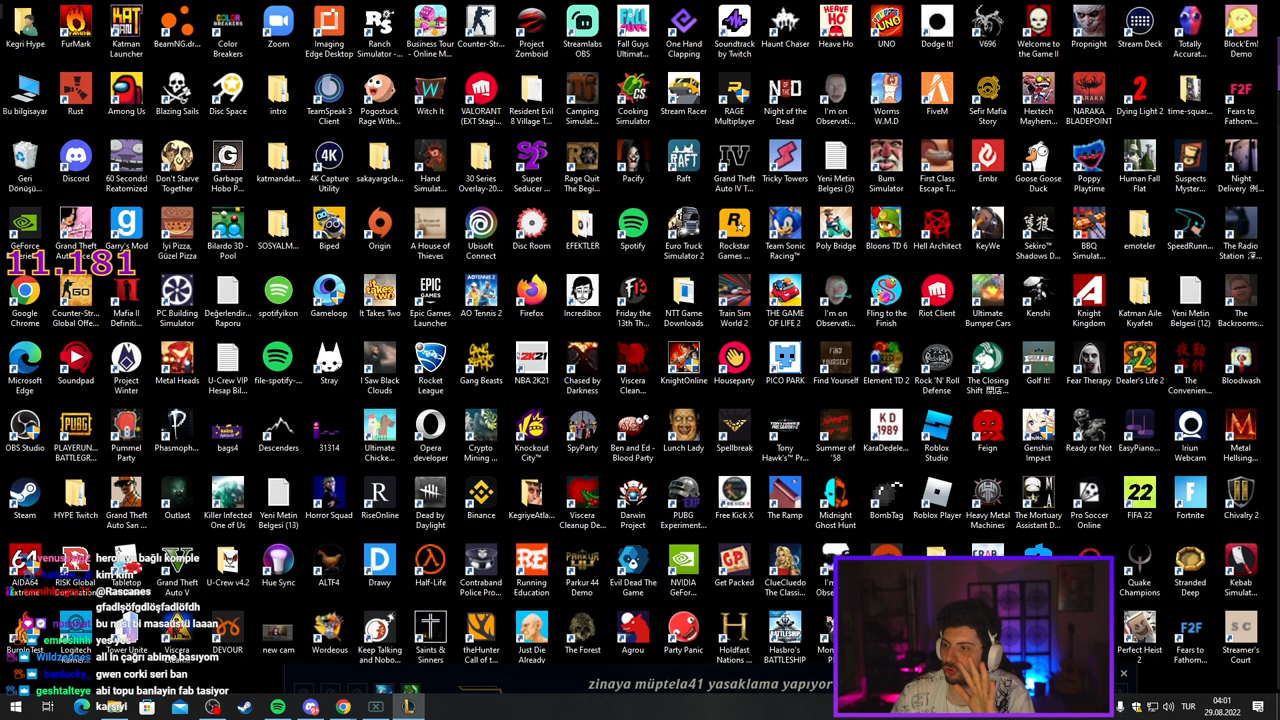 Kegri Hype
FurMark
Katman Launcher
BeamNG.dr...
Color Breakers
Zoom
Imaging Edge Desktop
Ranch Simulator -...
Business Tour - Online M...
Counter-Str...
Project Zomboid
Streamlabs OBS
Fall Guys Ultimat...
One Hand Clapping
Soundtrack by Twitch
Haunt Chaser
Heave Ho
UNO
Dodge It!
V696
Welcome to the Game II
Propnight
Stream Deck
Totally Accurat...
Block'Em! Demo
Bu bilgisayar
Rust
Among Us
Blazing Sails
Disc Space
intro
TeamSpeak 3 Client
Pogostuck Rage With...
Witch It
VALORANT (EXT Stagi...
Resident Evil 8 Village T...
Camping Simulat...
Cooking Simulator
Stream Racer
RAGE Multiplayer
Night of the Dead
I'm on Observati...
Worms W.M.D
FiveM
Sefir Mafia Story
Hextech Mayhem...
NARAKA BLADEPOINT
Dying Light 2
time-squar...
Fears to Fathom...
Geri Dönüşü...
Discord
60 Seconds! Reatomized
Don't Starve Together
Garbage Hobo P...
katmandat...
4K Capture Utility
sakayargcla...
Hand Simulat...
30 Series Overlay-20...
Super Seducer ...
Rage Quit The Begi...
Pacify
Raft
Grand Theft Auto IV T...
Tricky Towers
Yeni Metin Belgesi (3)
Bum Simulator
First Class Escape T...
Embr
Goose Goose Duck
Poppy Playtime
Human Fall Flat
Suspects Myster...
Night Delivery 例...
GeForce
Grand Theft
Garry's Mod
İyi Pizza, Güzel Pizza
Bilardo 3D - Pool
SOSYALM...
Biped
Origin
A House of Thieves
Ubisoft Connect
Disc Room
EFEKTLER
Spotify
Euro Truck Simulator 2
Rockstar Games ...
Team Sonic Racing™
Poly Bridge
Bloons TD 6
Hell Architect
KeyWe
Sekiro™ Shadows D...
BBQ Simulat...
emoteler
SpeedRunn...
The Radio Station
11.181
Google Chrome
Counter-Str... Global Offe...
Mafia II Definiti...
PC Building Simulator
Değerlendir... Raporu
spotifyikon
Gameloop
It Takes Two
Epic Games Launcher
AO Tennis 2
Firefox
Incredibox
Friday the 13th Th...
NTT Game Downloads
Train Sim World 2
THE GAME OF LIFE 2
I'm on Observati...
Fling to the Finish
Riot Client
Ultimate Bumper Cars
Kenshi
Knight Kingdom
Katman Aile Kıyafeti
Yeni Metin Belgesi (12)
The Backrooms...
Microsoft Edge
Soundpad
Project Winter
Metal Heads
U-Crew VIP Hesap Bil...
file-spotify-...
Stray
I Saw Black Clouds
Rocket League
Gang Beasts
NBA 2K21
Chased by Darkness
Viscera Cleanup...
KnightOnline
Houseparty
PICO PARK
Find Yourself
Element TD 2
Rock 'N' Roll Defense
The Closing Shift 閉店...
Golf It!
Fear Therapy
Dealer's Life 2
The Convenien...
Bloodwash
OBS Studio
PLAYERUN... BATTLEGR...
Pummel Party
Phasmoph...
bags4
Descenders
31314
Ultimate Chicke...
Opera developer
Crypto Mining ...
Knockout City™
SpyParty
Ben and Ed - Blood Party
Lunch Lady
Spellbreak
Tony Hawk's™ Pr...
Summer of '58
KaraDedele...
Roblox Studio
Feign
Genshin Impact
Ready or Not
EasyPiano...
Iriun Webcam
Metal Hellsing...
Steam
HYPE Twitch
Grand Theft Auto San ...
Outlast
Killer Infected One of Us
Yeni Metin Belgesi (13)
Horror Squad
RiseOnline
Dead by Daylight
Binance
KegriyeAtla...
Viscera Cleanup De...
Darwin Project
PUBG Experiment...
Free Kick X
The Ramp
Midnight Ghost Hunt
BombTag
Roblox Player
Heavy Metal Machines
The Mortuary Assistant D...
Pro Soccer Online
FIFA 22
Fortnite
Chivalry 2
AIDA64 Extreme
RISK Global
Tabletop
Grand Theft Auto V
U-Crew v4.2
Hue Sync
ALTF4
Drawy
Half-Life
Contraband Police Pro...
Running Education
Parkur 44 Demo
Evil Dead The Game
NVIDIA GeFor...
Get Packed
ClueCluedo The Classi...
Quake Champions
Stranded Deep
Kebab Simulat...
BurnInTest
Logitech
Tower Unite
Viscera
DEVOUR
new cam
Wordeous
Keep Talking and Nobo...
Saints & Sinners
theHunter Call of t...
Just Die Already
The Forest
Agrou
Party Panic
Holdfast Nations ...
Hasbro's BATTLESHIP
Perfect Heist 2
Fears to Fathom...
Streamer's Court
kim kim
@Rascanes
gfadlşöfgdlöşfadlöfdh
bu nasi bi masaüstü laaan
emreshhh yes yes
Wildzednes all in çağrı abime basıyom
banlucky_ gwen corki seri ban
geshtalteye abi topu banlayin fab tasiyor
karsiyi
zinaya müptela41 yasaklama yapıyor
TUR
04:01
29.08.2022